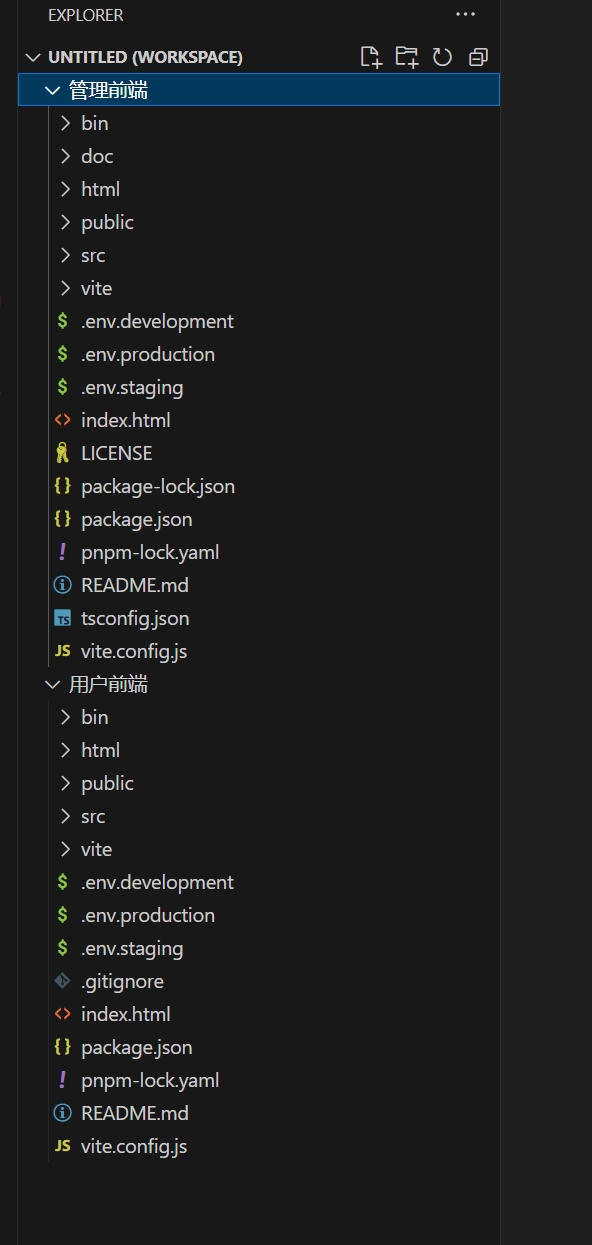 EXPLORER
UNTITLED (WORKSPACE)
管理前端
bin
doc
html
public
src
vite
$ .env.development
$ .env.production
$ .env.staging
<> index.html
LICENSE
{} package-lock.json
{} package.json
! pnpm-lock.yaml
README.md
TS tsconfig.json
JS vite.config.js
用户前端
bin
html
public
src
vite
$ .env.development
$ .env.production
$ .env.staging
.gitignore
<> index.html
{} package.json
! pnpm-lock.yaml
README.md
JS vite.config.js